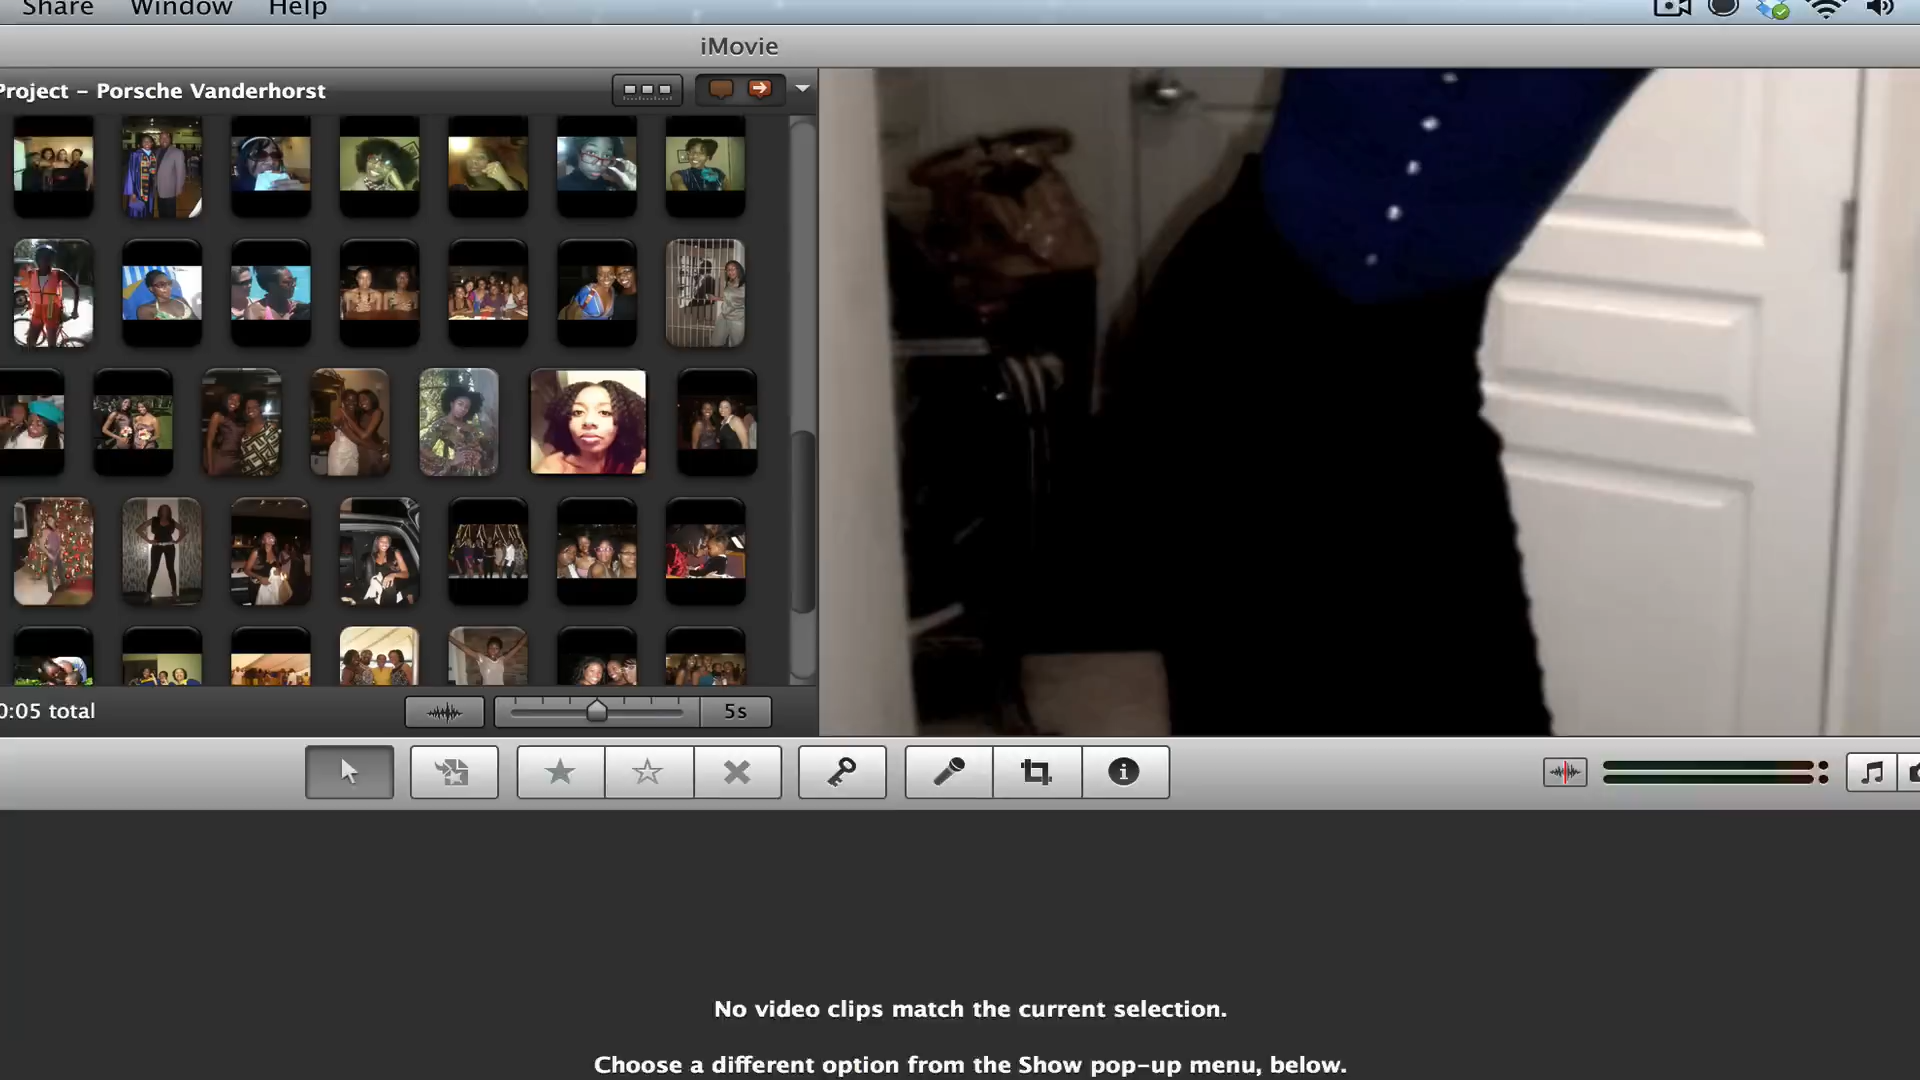 Share Window Help
iMovie
Project - Porsche Vanderhorst
0:05 total
5s
No video clips match the current selection.
Choose a different option from the Show pop-up menu, below.